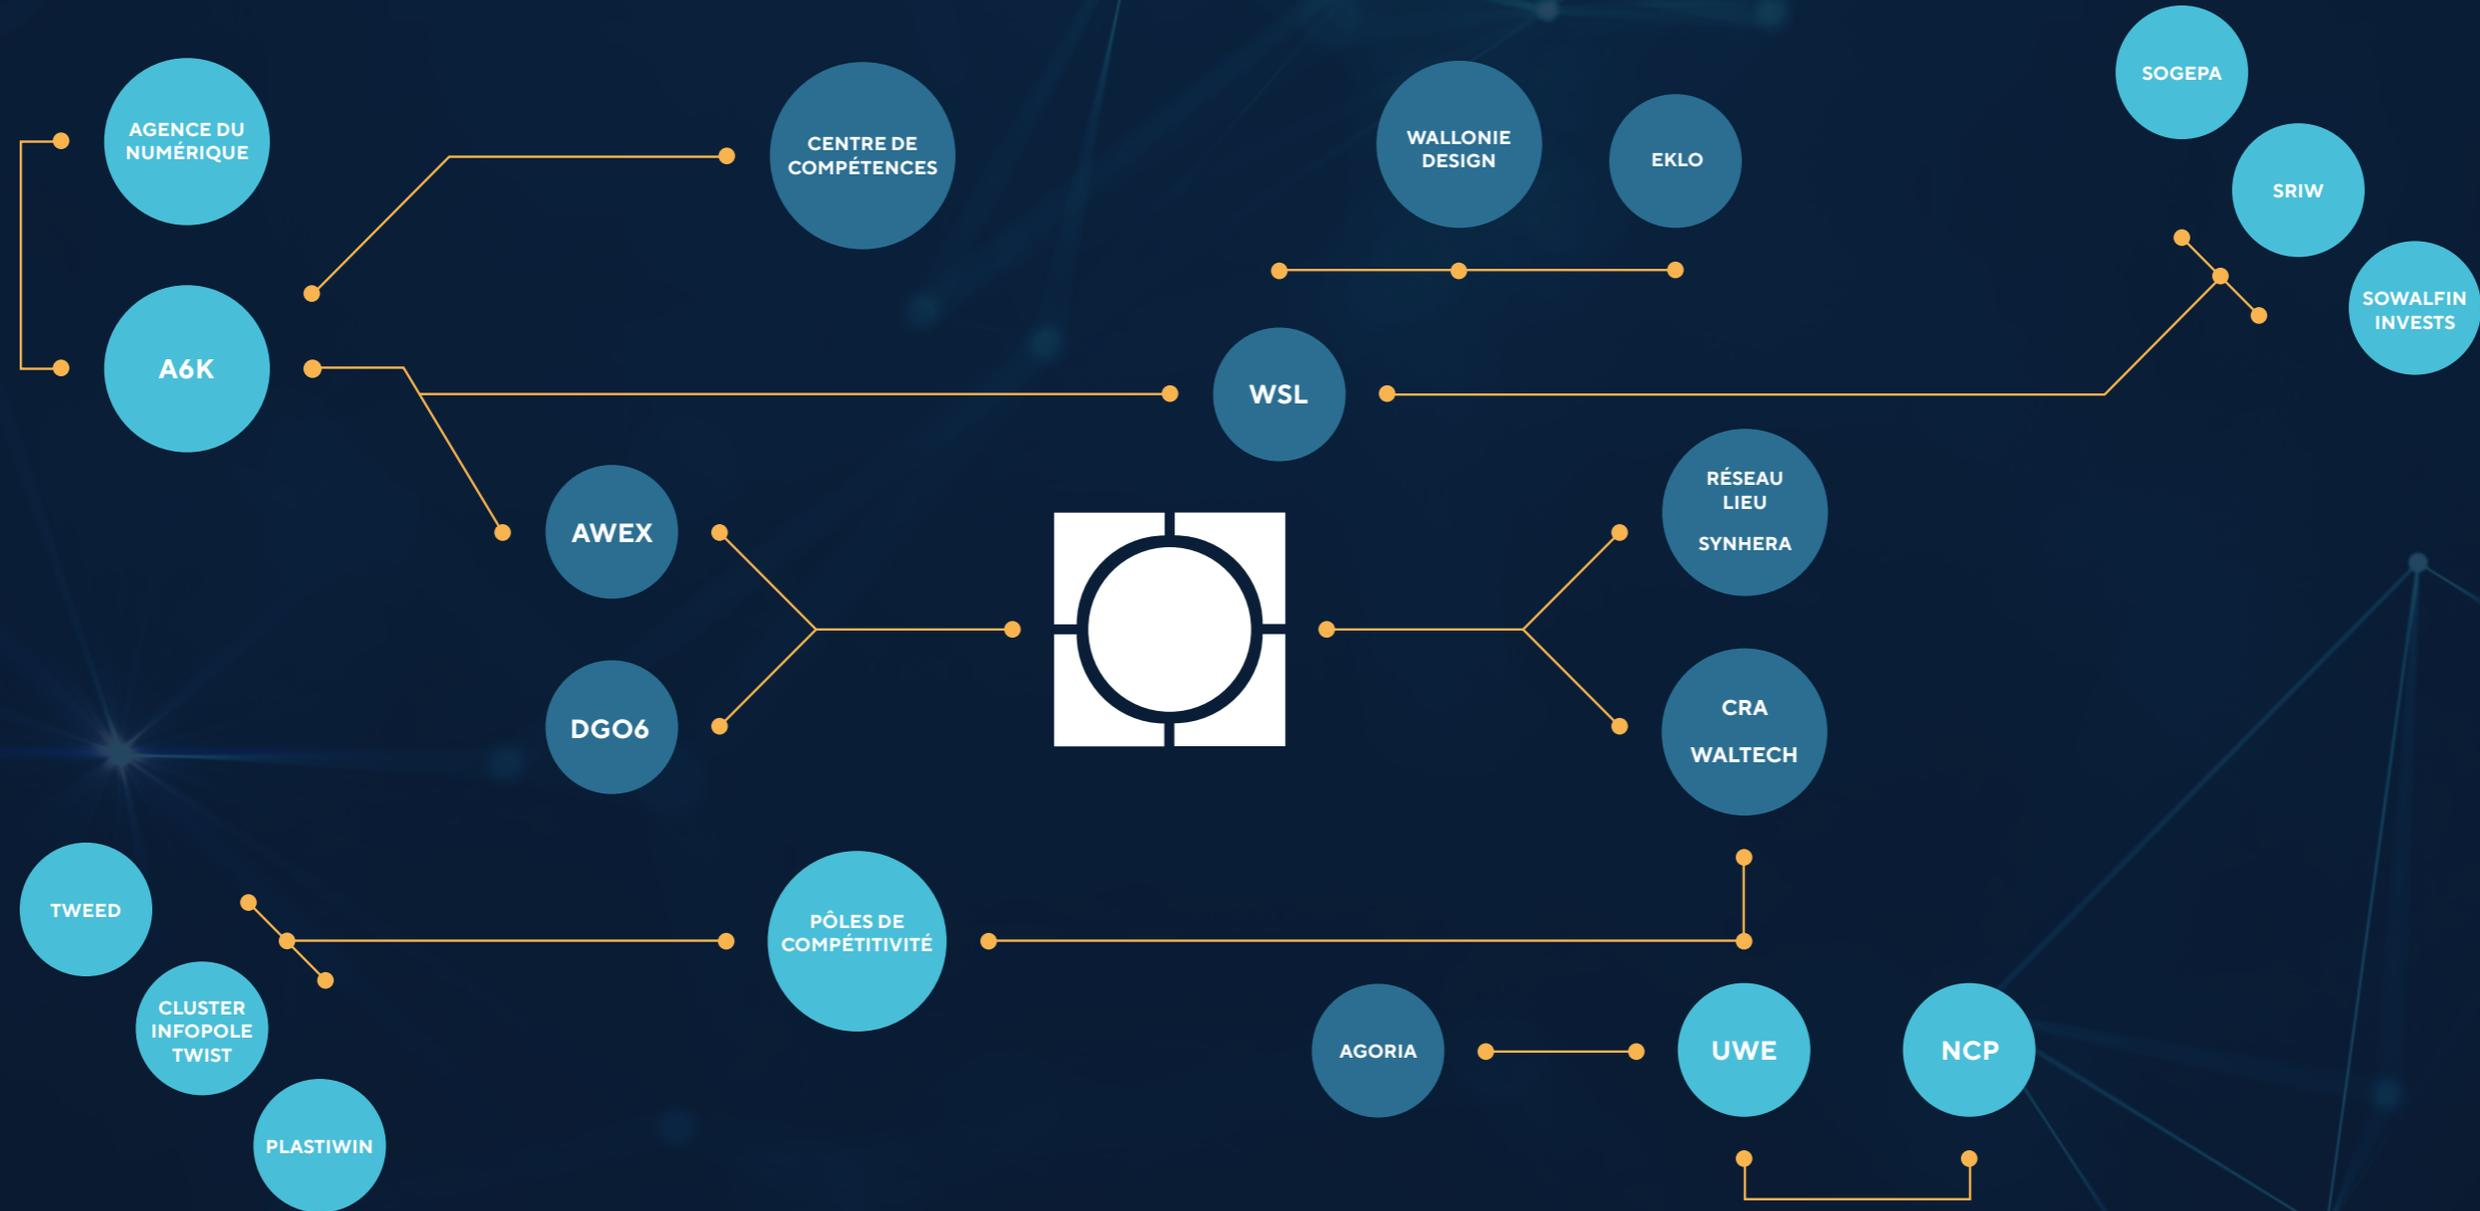 AGENCE DU
NUMÉRIQUE
CENTRE DE
COMPÉTENCES
WALLONIE
DESIGN
EKLO
SOGEPA
SRIW
SOWALFIN
INVESTS
A6K
WSL
AWEX
RÉSEAU
LIEU
SYNHERA
DGO6
CRA
WALTECH
TWEED
CLUSTER
INFOPOLE
TWIST
PLASTIWIN
PÔLES DE
COMPÉTITIVITÉ
AGORIA
UWE
NCP